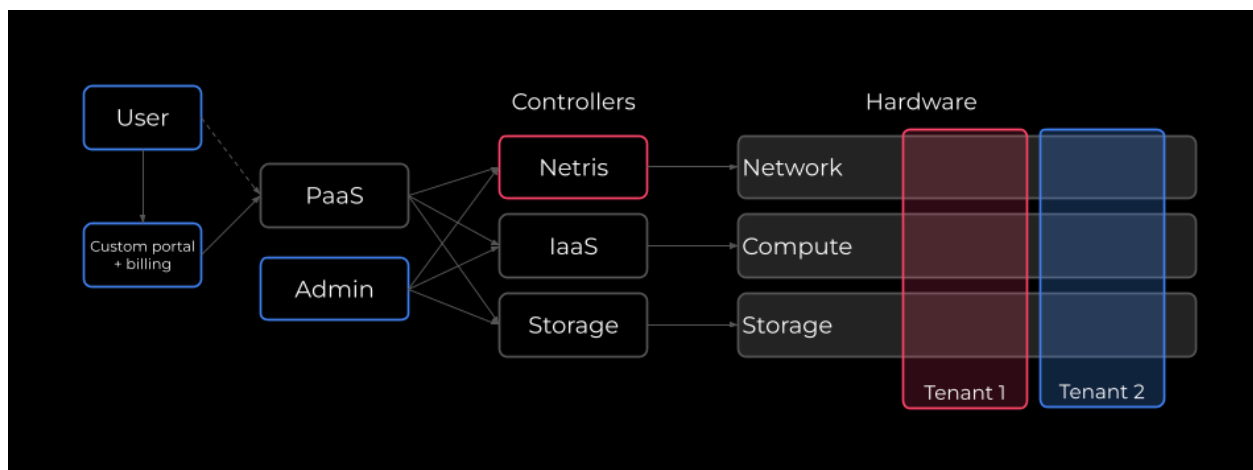 Controllers
Hardware
User
Custom portal
+ billing
PaaS
Admin
Netris
IaaS
Storage
Network
Compute
Storage
Tenant 1
Tenant 2